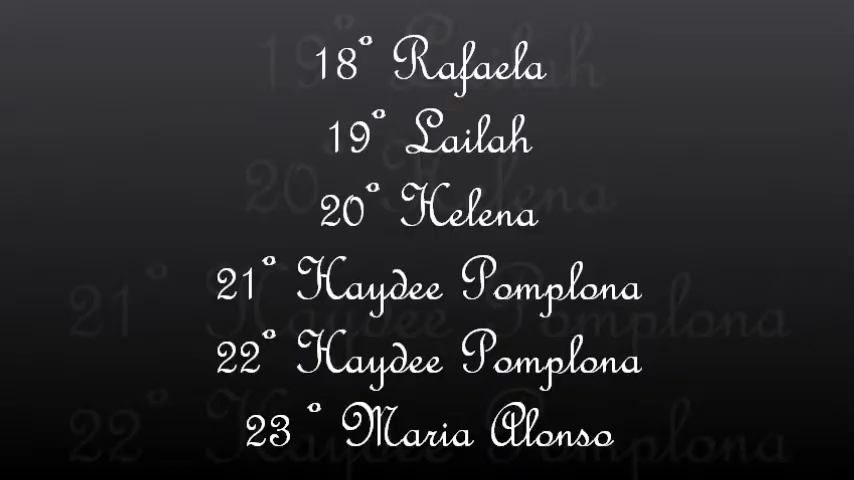 18° Rafaela
19° Lailah
20° Helena
21° Haydee Pomplona
22° Haydee Pomplona
23 ° Maria Alonso